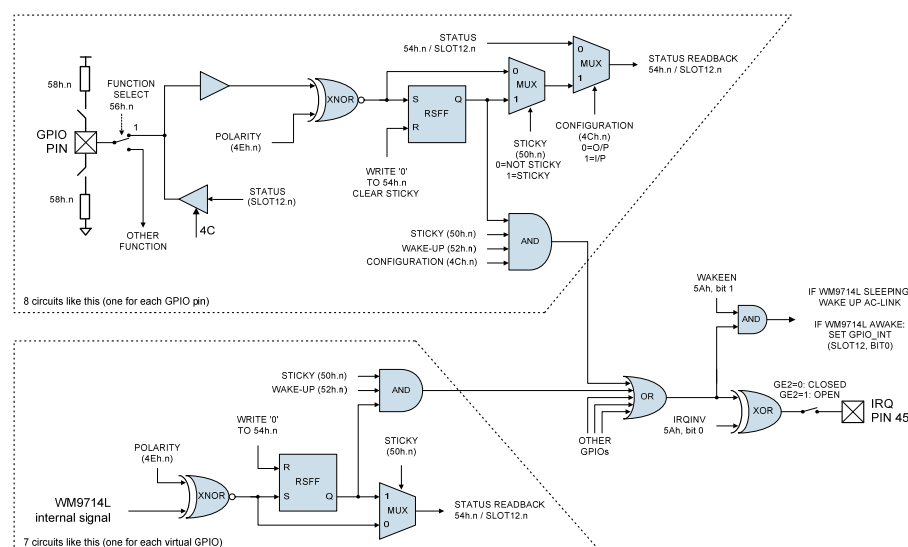 STATUS
54h.n / SLOT12.n
0
MUX
1
STATUS READBACK
54h.n / SLOT12.n
58h.n
FUNCTION
SELECT
56h.n
1
GPIO
PIN
XNOR
POLARITY
(4Eh.n)
S
Q
RSFF
R
0
MUX
1
WRITE '0'
TO 54h.n
CLEAR STICKY
STICKY
(50h.n)
0=NOT STICKY
1=STICKY
CONFIGURATION
(4Ch.n)
0=O/P
1=I/P
58h.n
STATUS
(SLOT12.n)
4C
OTHER
FUNCTION
STICKY (50h.n)
WAKE-UP (52h.n)
CONFIGURATION (4Ch.n)
AND
8 circuits like this (one for each GPIO pin)
WAKEEN
5Ah, bit 1
AND
IF WM9714L SLEEPING
WAKE UP AC-LINK
IF WM9714L AWAKE:
SET GPIO_INT
(SLOT12, BIT0)
STICKY (50h.n)
WAKE-UP (52h.n)
AND
OR
OTHER
GPIOs
IRQINV
5Ah, bit 0
XOR
GE2=0: CLOSED
GE2=1: OPEN
IRQ
PIN 45
WRITE '0'
TO 54h.n
STICKY
(50h.n)
POLARITY
(4Eh.n)
XNOR
R
RSFF
S
Q
1
MUX
0
STATUS READBACK
54h.n / SLOT12.n
WM9714L
internal signal
7 circuits like this (one for each virtual GPIO)